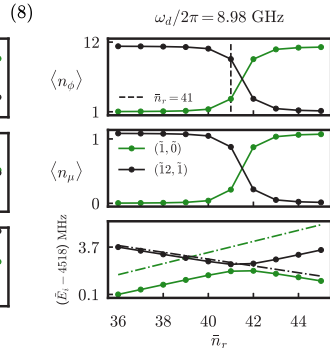 (8)
ω_d/2π = 8.98 GHz
12
⟨n_ϕ⟩
n̄_r = 41
1
1
⟨n_μ⟩
(1̃, 0̃)
(1̃2, 1̃)
0
(Ẽ_i − 4518) MHz
3.7
0.1
36 38 40 42 44
n̄_r